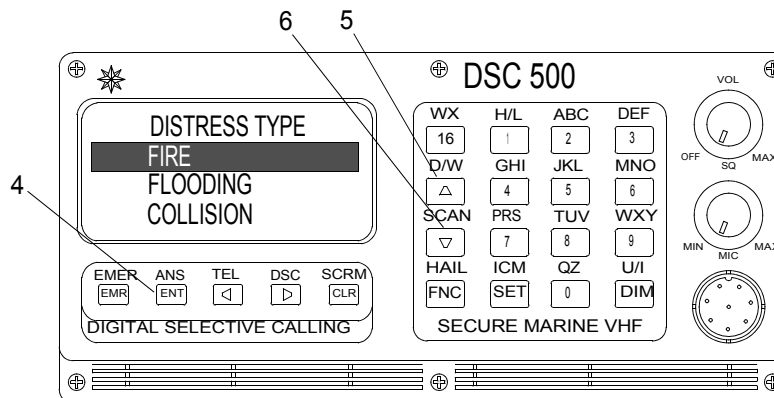 6 5
DSC 500
VOL
OFF SQ MAX
MIN MIC MAX
DISTRESS TYPE
FIRE
FLOODING
COLLISION
4
EMER ANS TEL DSC SCRM
EMR ENT CLR
DIGITAL SELECTIVE CALLING
WX H/L ABC DEF
16 1 2 3
D/W GHI JKL MNO
4 5 6
SCAN PRS TUV WXY
7 8 9
HAIL ICM QZ U/I
FNC SET 0 DIM
SECURE MARINE VHF